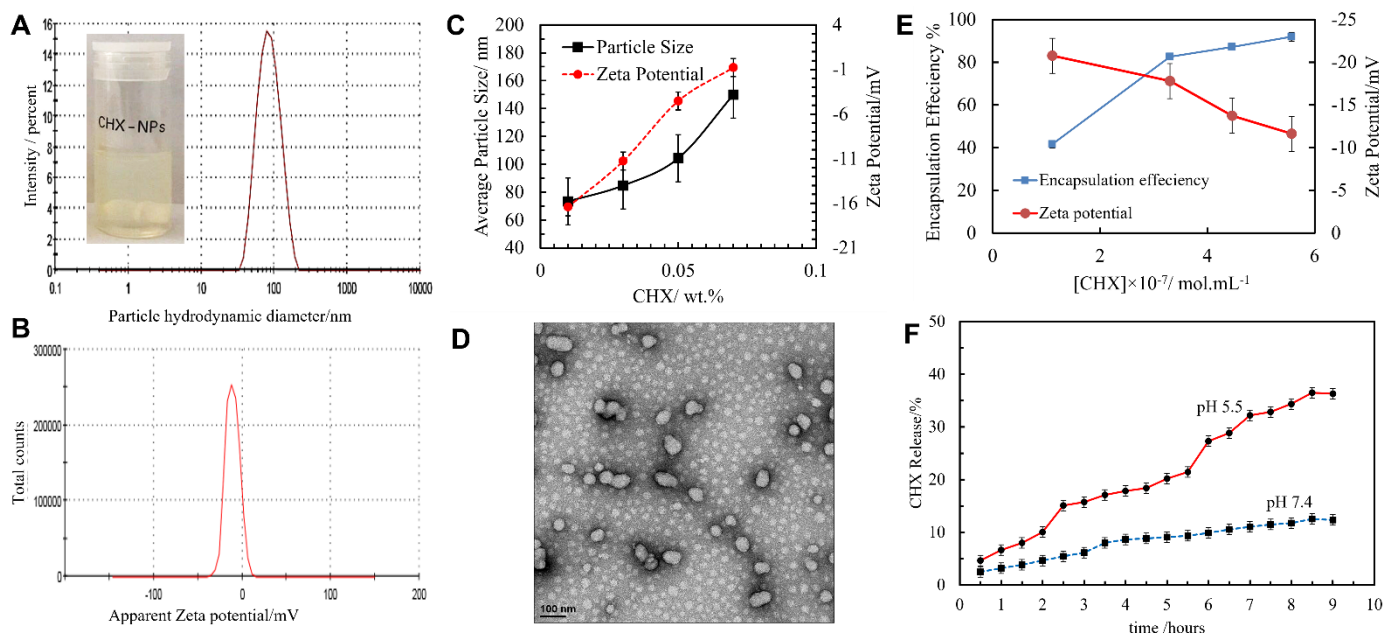 A
Intensity / percent
16
14
12
10
8
6
4
2
0
CHX-NPs
0.1
1
10
100
1000
10000
Particle hydrodynamic diameter/nm
B
Total counts
300000
200000
100000
0
-100
0
100
200
Apparent Zeta potential/mV
C
Average Particle Size/ nm
200
180
160
140
120
100
80
60
40
Particle Size
Zeta Potential
4
-1
-6
-11
-16
-21
Zeta Potential/mV
0
0.05
0.1
CHX/ wt.%
D
100 nm
E
Encapsulation Effeciency %
100
80
60
40
20
0
Encapsulation effeciency
Zeta potential
-25
-20
-15
-10
-5
0
Zeta Potential/mV
0
2
4
6
[CHX]×10⁻⁷/ mol.mL⁻¹
F
CHX Release/%
50
40
30
20
10
0
pH 5.5
pH 7.4
0
1
2
3
4
5
6
7
8
9
10
time /hours